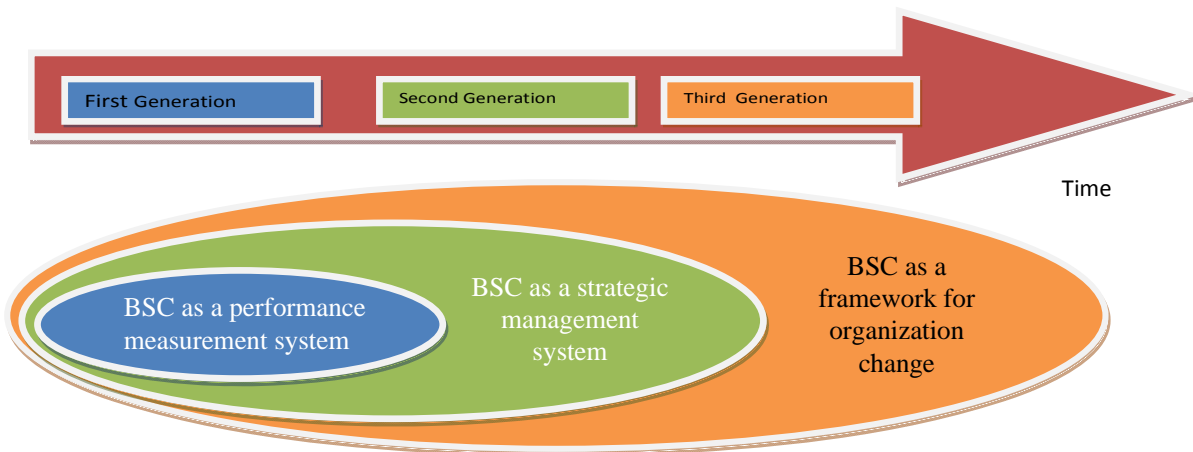 First Generation
Second Generation
Third Generation
Time
BSC as a performance
measurement system
BSC as a strategic
management
system
BSC as a
framework for
organization
change